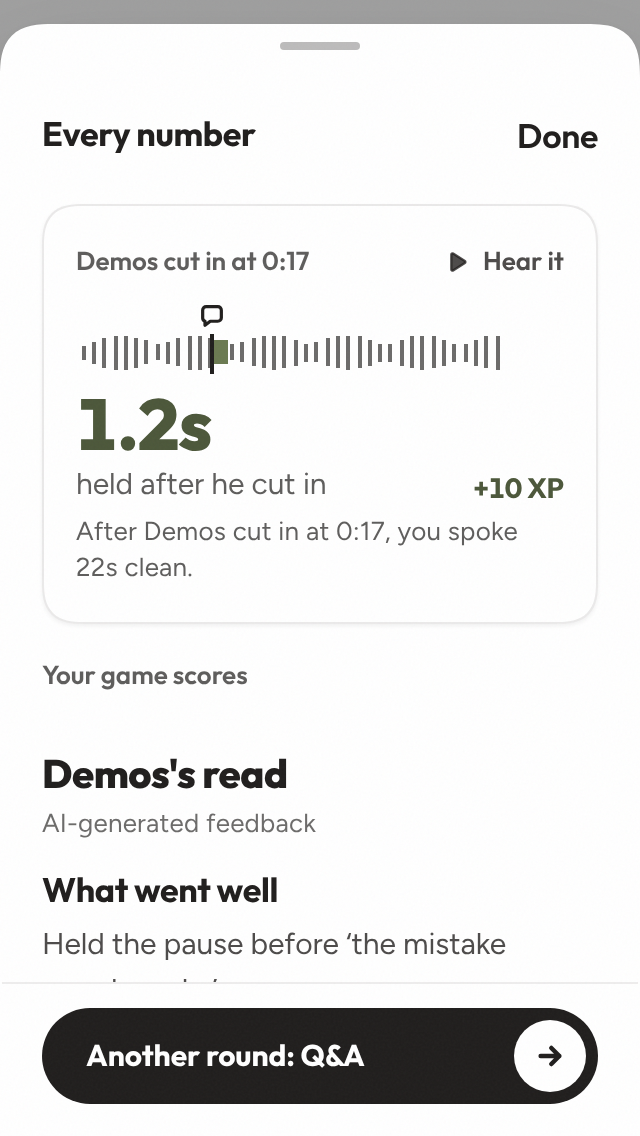 Every number
Done
Demos cut in at 0:17
Hear it
1.2s
held after he cut in
+10 XP
After Demos cut in at 0:17, you spoke
22s clean.
Your game scores
Demos's read
AI-generated feedback
What went well
Held the pause before ‘the mistake
Another round: Q&A